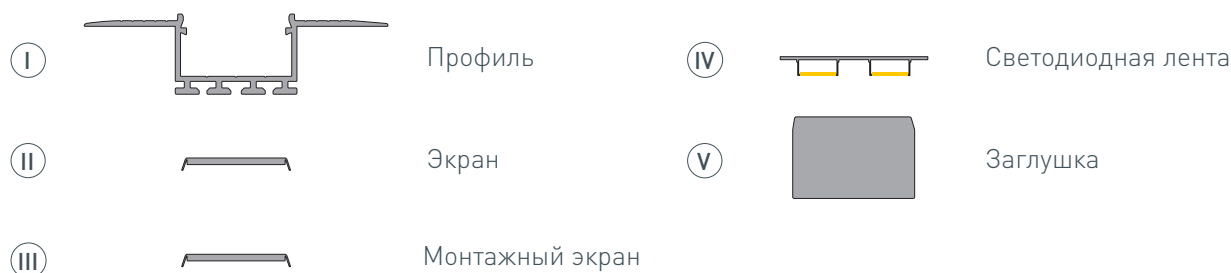 I Профиль
II Экран
III Монтажный экран
IV Светодиодная лента
V Заглушка